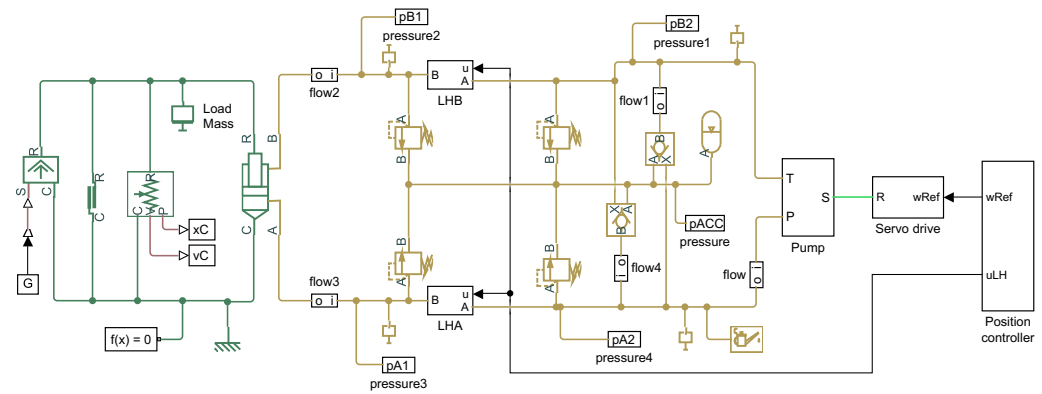 pB1
pressure2
pB2
pressure1
o i
flow2
B
u
A
LHB
flow1
o
i
Load
Mass
R
B
A
B
A
B
A
X
A
R
S
C
R
C
R
C
V
P
xC
vC
G
R
B
C
A
X
A
B
pACC
pressure
T
P
S
Pump
R
wRef
Servo drive
wRef
uLH
Position
controller
B
A
B
A
o
i
flow4
flow
o
i
flow3
o i
B
u
A
LHA
f(x) = 0
pA1
pressure3
pA2
pressure4